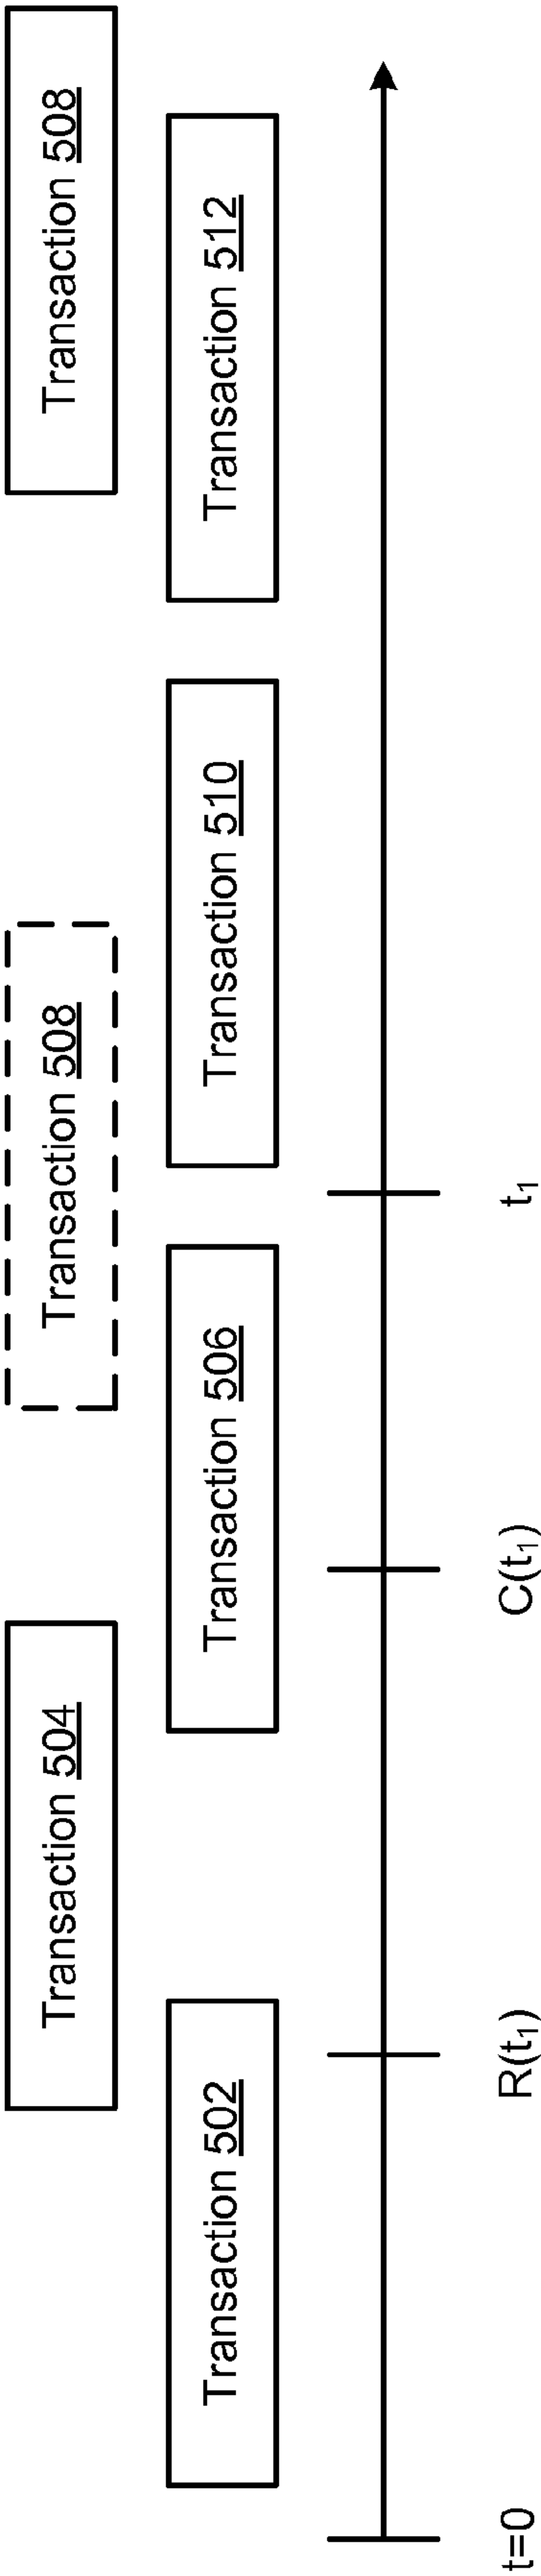 Transaction 504
Transaction 508
Transaction 508
Transaction 502
Transaction 506
Transaction 510
Transaction 512
t=0
R(t₁)
C(t₁)
t₁